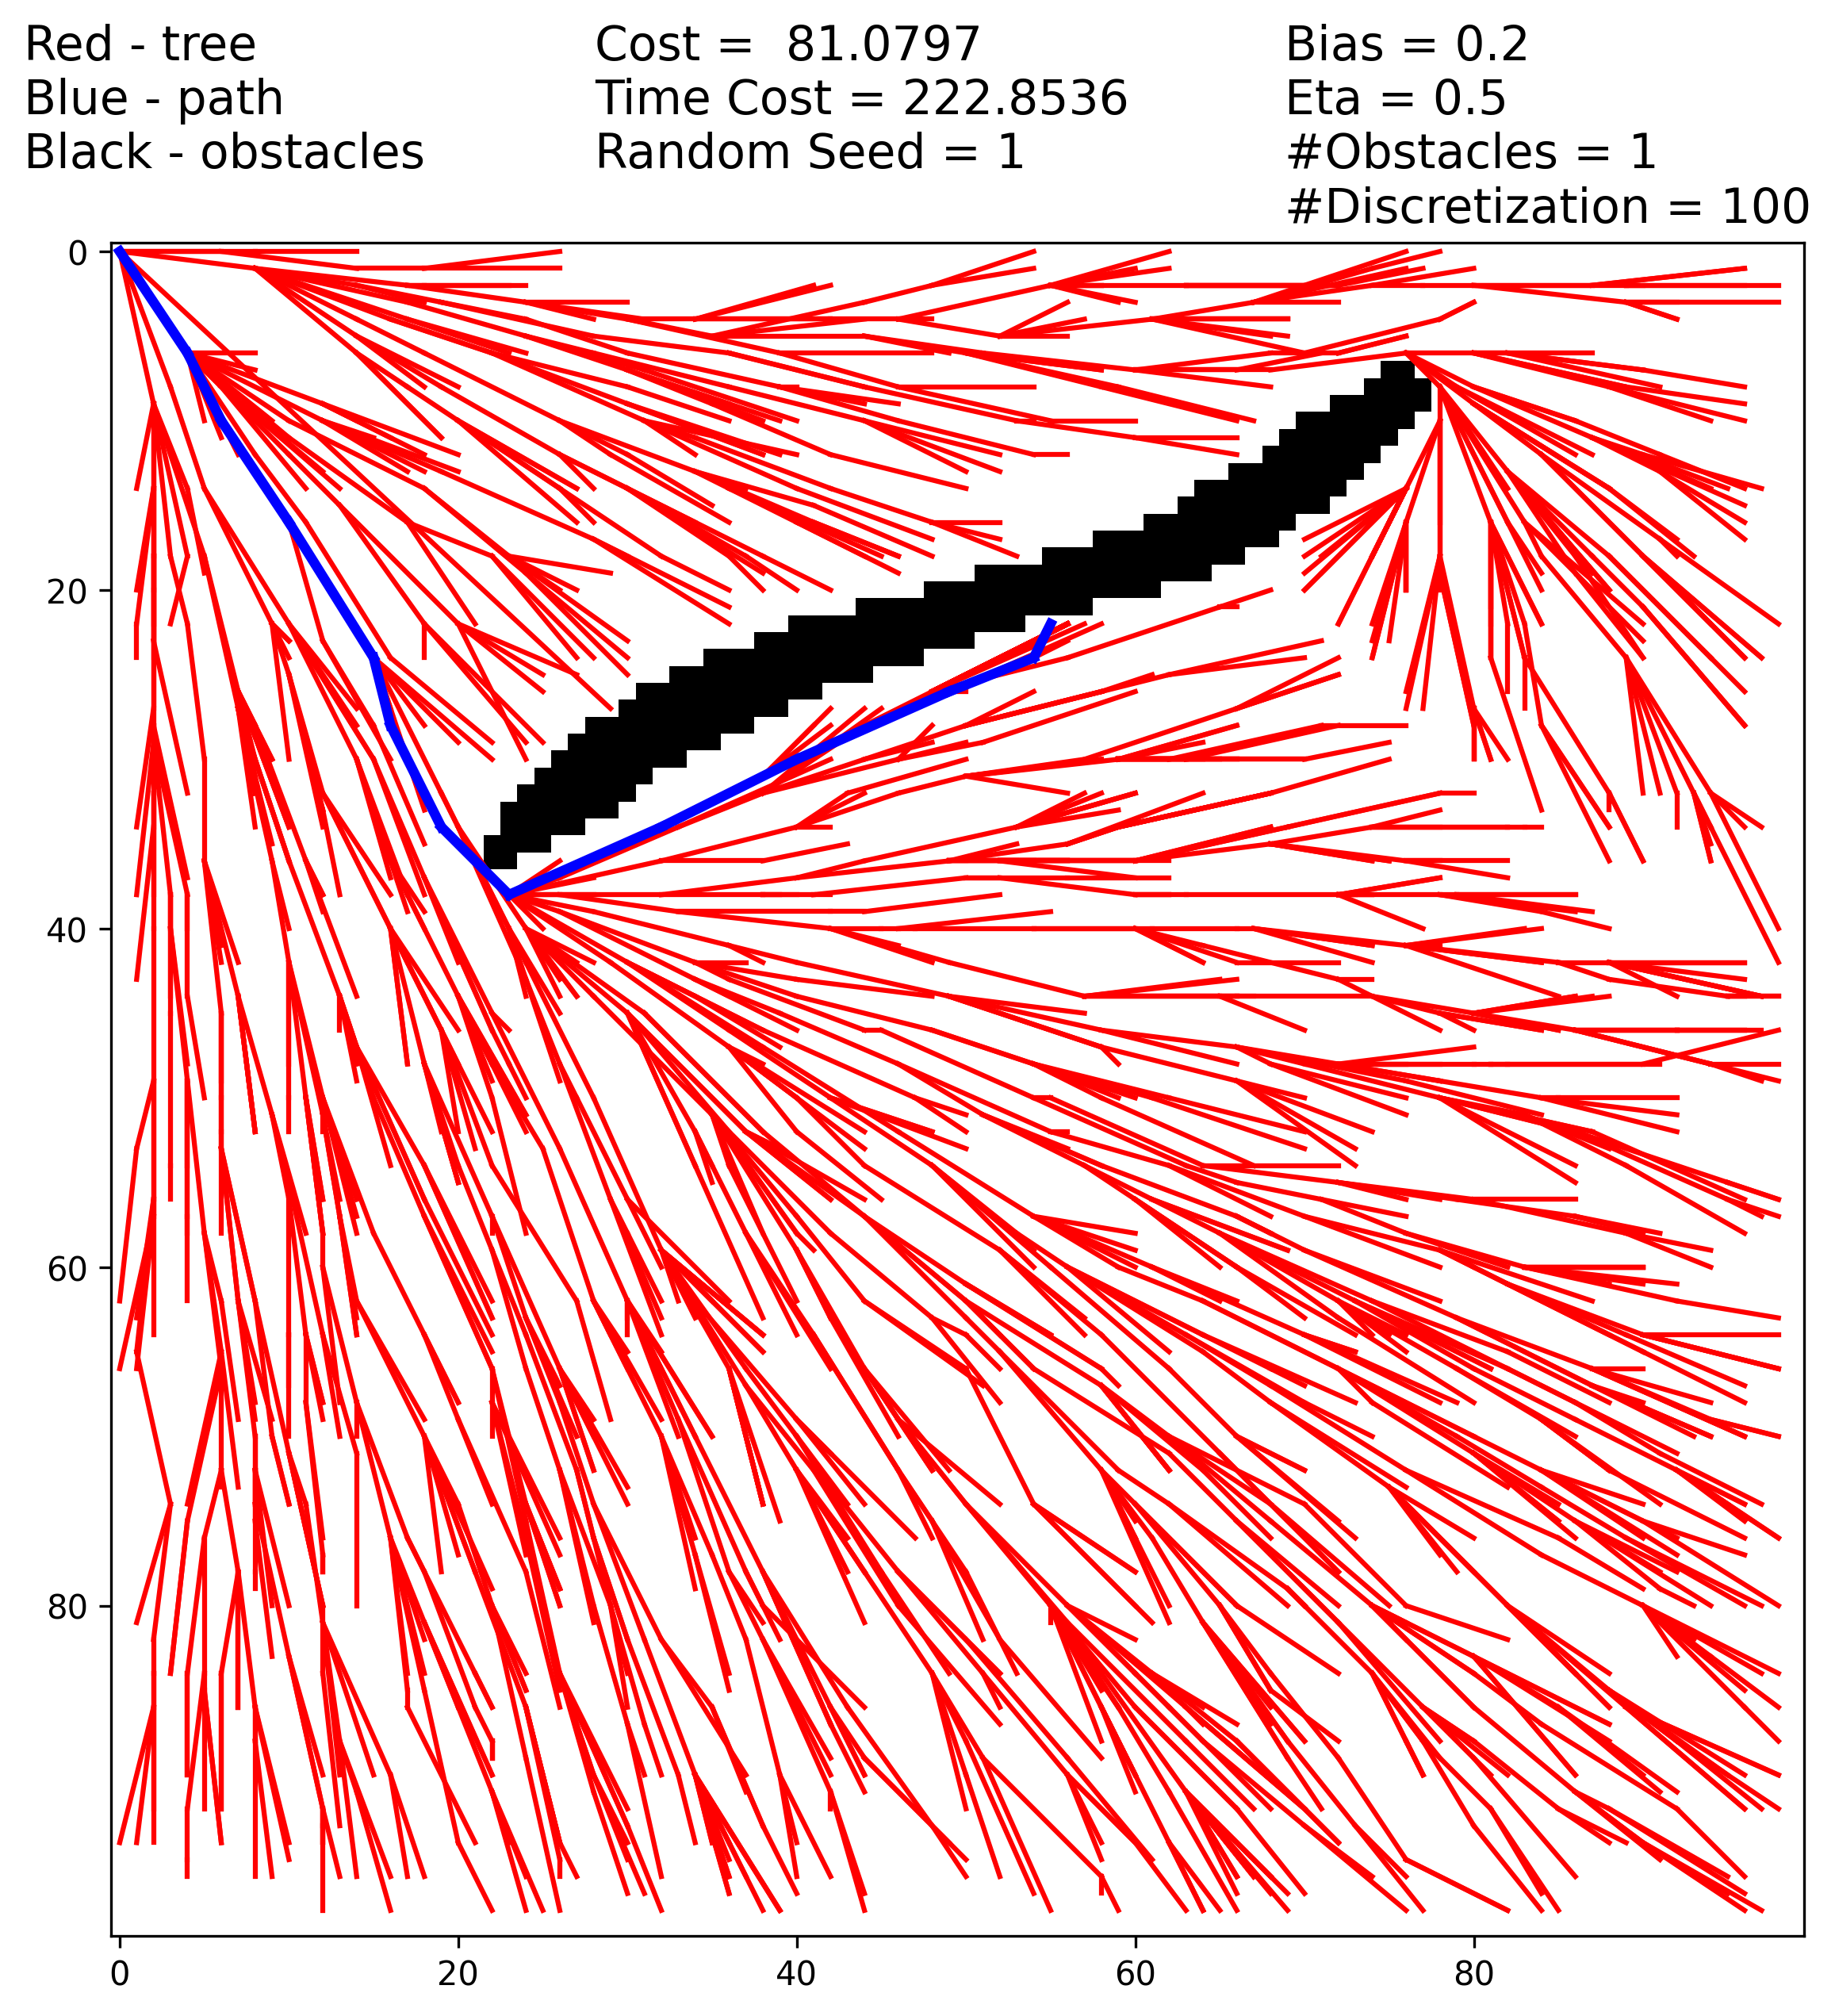 Red - tree
Blue - path
Black - obstacles
Cost =  81.0797
Time Cost = 222.8536
Random Seed = 1
Bias = 0.2
Eta = 0.5
#Obstacles = 1
#Discretization = 100
0
20
40
60
80
0
20
40
60
80